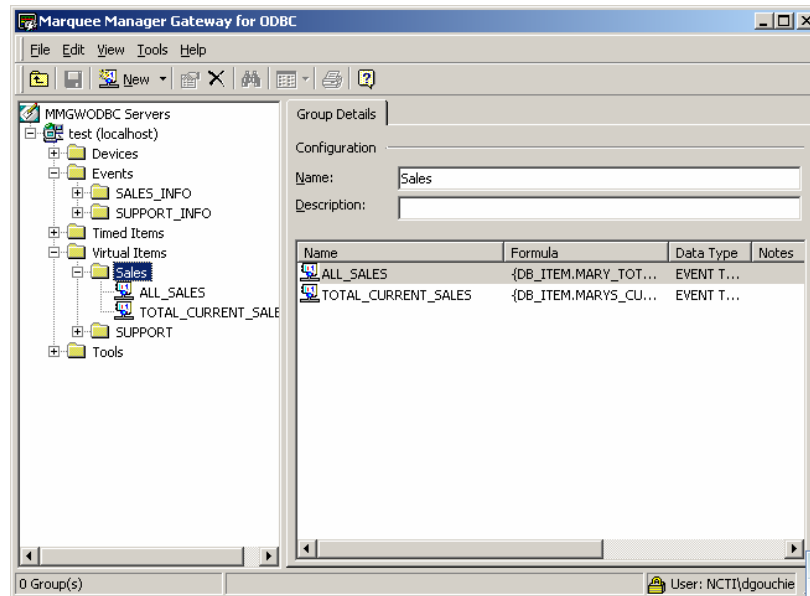 Marquee Manager Gateway for ODBC
File Edit View Tools Help
New
MMGWODBC Servers
test (localhost)
Devices
Events
SALES_INFO
SUPPORT_INFO
Timed Items
Virtual Items
Sales
ALL_SALES
TOTAL_CURRENT_SALE
SUPPORT
Tools
Group Details
Configuration
Name: Sales
Description:
Name Formula Data Type Notes
ALL_SALES {DB_ITEM.MARY_TOT... EVENT T...
TOTAL_CURRENT_SALES {DB_ITEM.MARYS_CU... EVENT T...
0 Group(s) User: NCTI\dgouchie